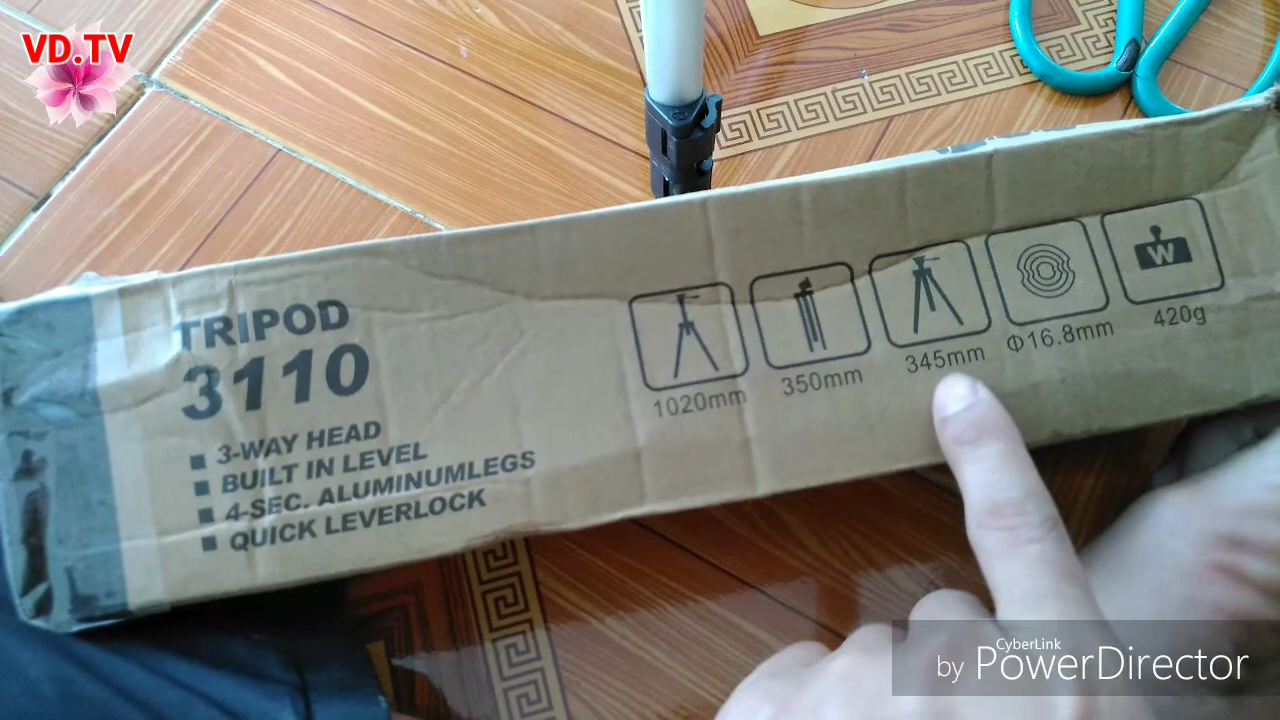 VD.TV
TRIPOD
3110
3-WAY HEAD
BUILT IN LEVEL
4-SEC. ALUMINUMLEGS
QUICK LEVERLOCK
1020mm
350mm
345mm
Φ16.8mm
W
420g
CyberLink
by PowerDirector